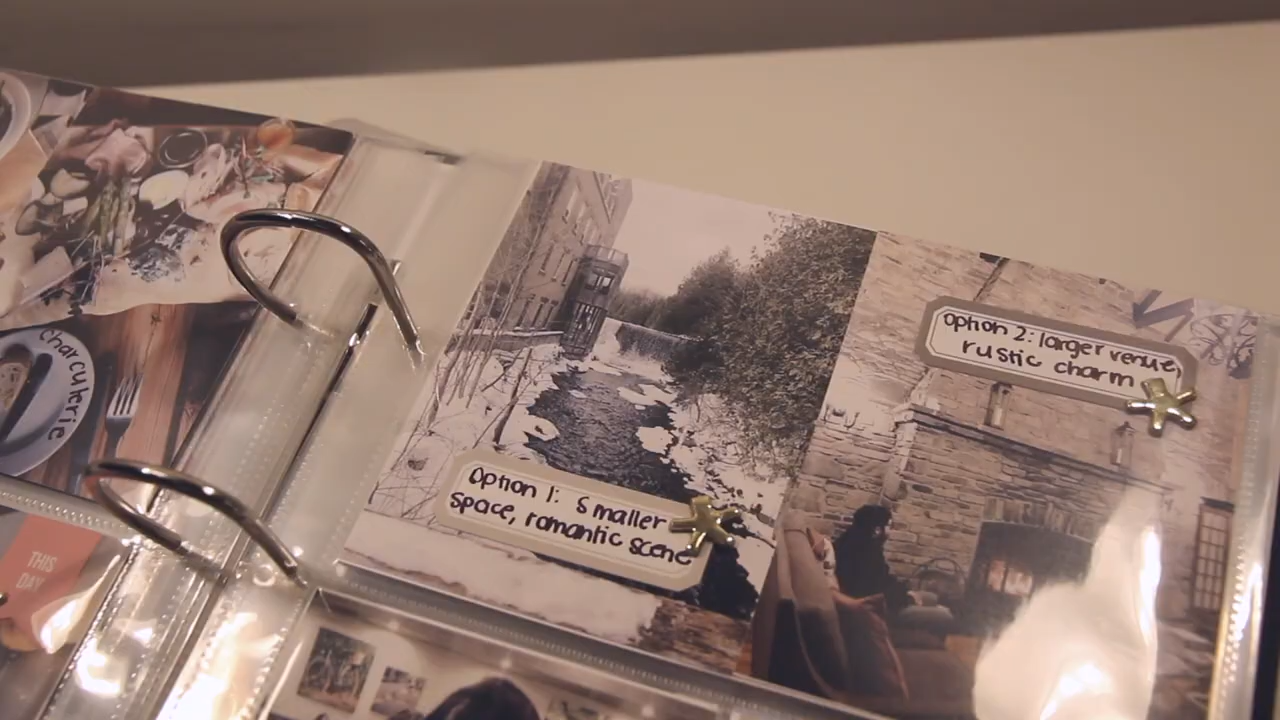 charcuterie
THIS
DAY
Option 1: Smaller
space, romantic scene
Option 2: larger venue,
rustic charm